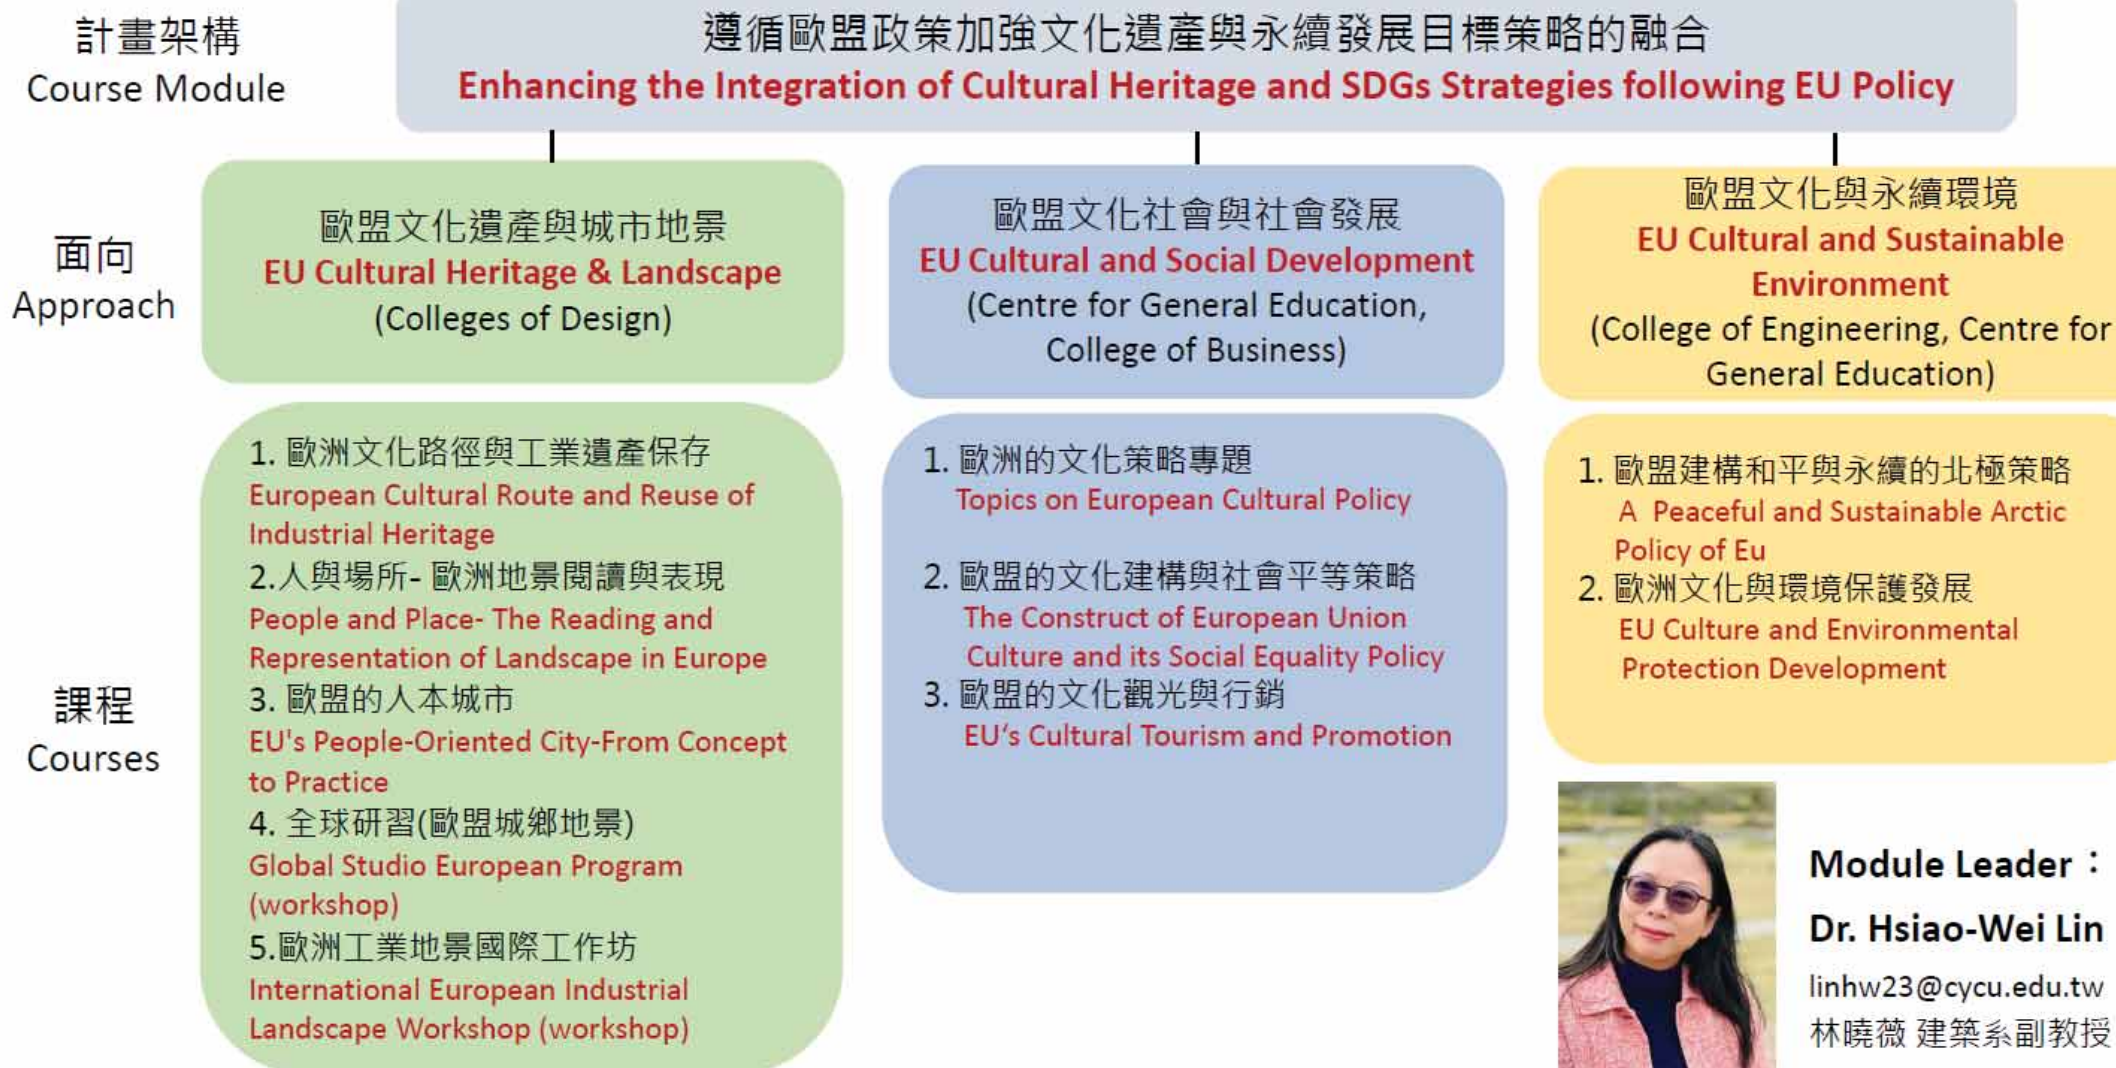 計畫架構
Course Module
遵循歐盟政策加強文化遺產與永續發展目標策略的融合
Enhancing the Integration of Cultural Heritage and SDGs Strategies following EU Policy
面向
Approach
歐盟文化遺產與城市地景
EU Cultural Heritage & Landscape
(Colleges of Design)
歐盟文化社會與社會發展
EU Cultural and Social Development
(Centre for General Education,
College of Business)
歐盟文化與永續環境
EU Cultural and Sustainable
Environment
(College of Engineering, Centre for
General Education)
課程
Courses
1. 歐洲文化路徑與工業遺產保存
European Cultural Route and Reuse of
Industrial Heritage
2.人與場所- 歐洲地景閱讀與表現
People and Place- The Reading and
Representation of Landscape in Europe
3. 歐盟的人本城市
EU's People-Oriented City-From Concept
to Practice
4. 全球研習(歐盟城鄉地景)
Global Studio European Program
(workshop)
5.歐洲工業地景國際工作坊
International European Industrial
Landscape Workshop (workshop)
1. 歐洲的文化策略專題
Topics on European Cultural Policy
2. 歐盟的文化建構與社會平等策略
The Construct of European Union
Culture and its Social Equality Policy
3. 歐盟的文化觀光與行銷
EU‘s Cultural Tourism and Promotion
1. 歐盟建構和平與永續的北極策略
A Peaceful and Sustainable Arctic
Policy of Eu
2. 歐洲文化與環境保護發展
EU Culture and Environmental
Protection Development
Module Leader：
Dr. Hsiao-Wei Lin
linhw23@cycu.edu.tw
林曉薇 建築系副教授